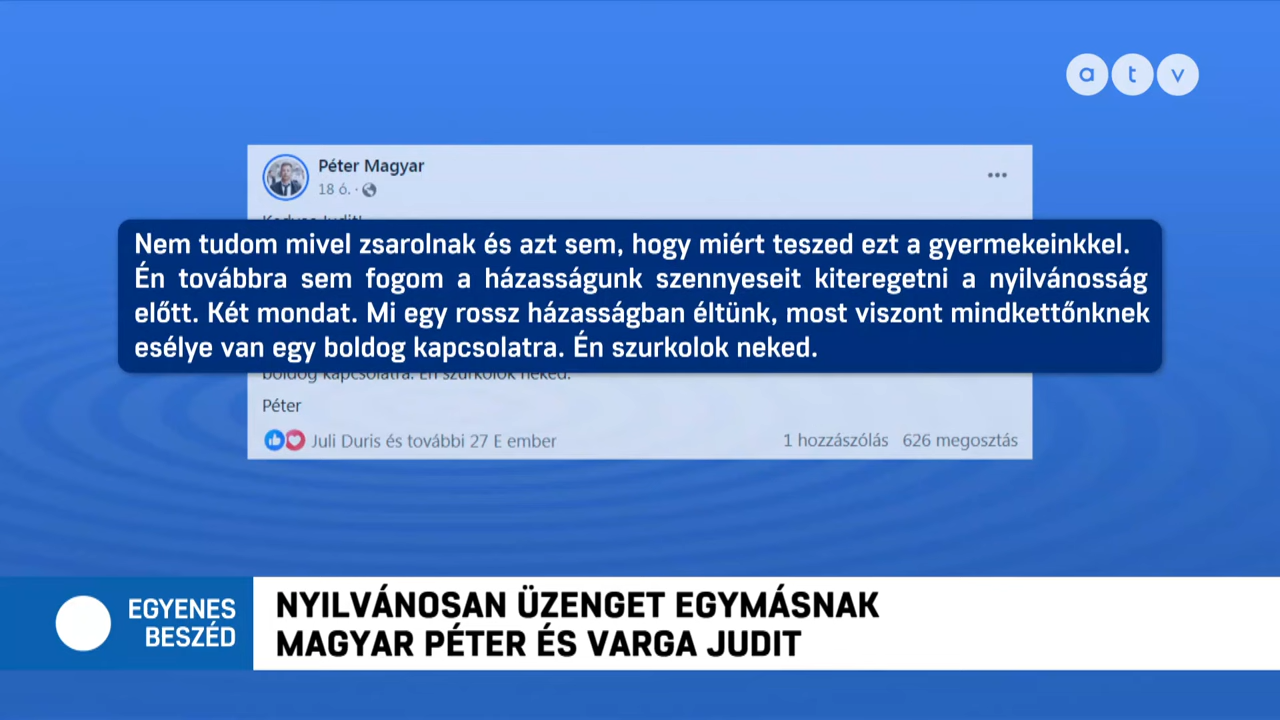 atv
Péter Magyar
18 ó.
Kedves Judit!
Nem tudom mivel zsarolnak és azt sem, hogy miért teszed ezt a gyermekeinkkel.
Én továbbra sem fogom a házasságunk szennyeseit kiteregetni a nyilvánosság
előtt. Két mondat. Mi egy rossz házasságban éltünk, most viszont mindkettőnknek
esélye van egy boldog kapcsolatra. Én szurkolok neked.
boldog kapcsolatra. Én szurkolok neked.
Péter
Juli Duris és további 27 E ember 1 hozzászólás 626 megosztás
EGYENES
BESZÉD
NYILVÁNOSAN ÜZENGET EGYMÁSNAK
MAGYAR PÉTER ÉS VARGA JUDIT